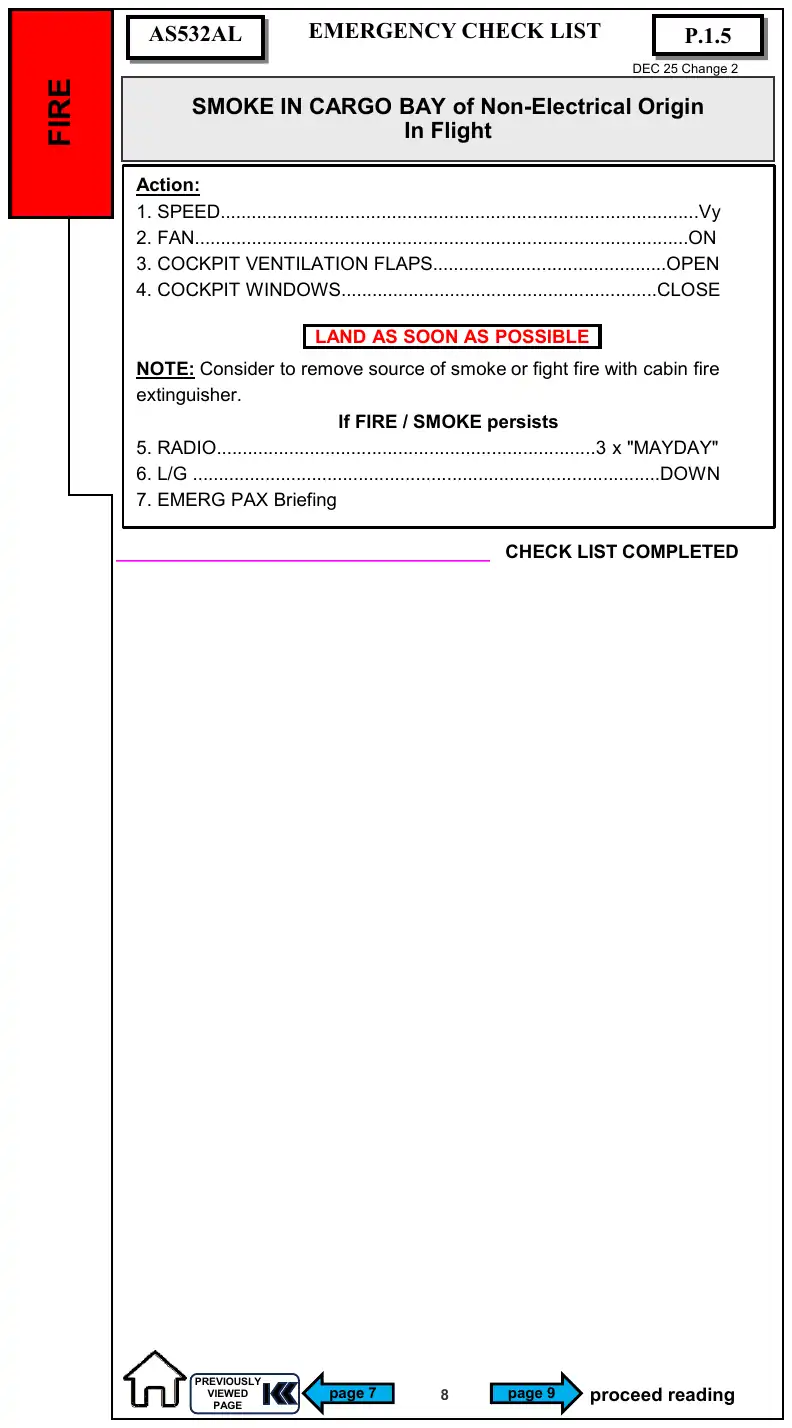 AS532AL
EMERGENCY CHECK LIST
P.1.5
DEC 25 Change 2
FIRE
SMOKE IN CARGO BAY of Non-Electrical Origin
In Flight
Action:
1. SPEED............................................................................................Vy
2. FAN...............................................................................................ON
3. COCKPIT VENTILATION FLAPS.............................................OPEN
4. COCKPIT WINDOWS.............................................................CLOSE
LAND AS SOON AS POSSIBLE
NOTE: Consider to remove source of smoke or fight fire with cabin fire
extinguisher.
If FIRE / SMOKE persists
5. RADIO.........................................................................3 x "MAYDAY"
6. L/G ..........................................................................................DOWN
7. EMERG PAX Briefing
CHECK LIST COMPLETED
PREVIOUSLY
VIEWED
PAGE
page 7
8
page 9
proceed reading